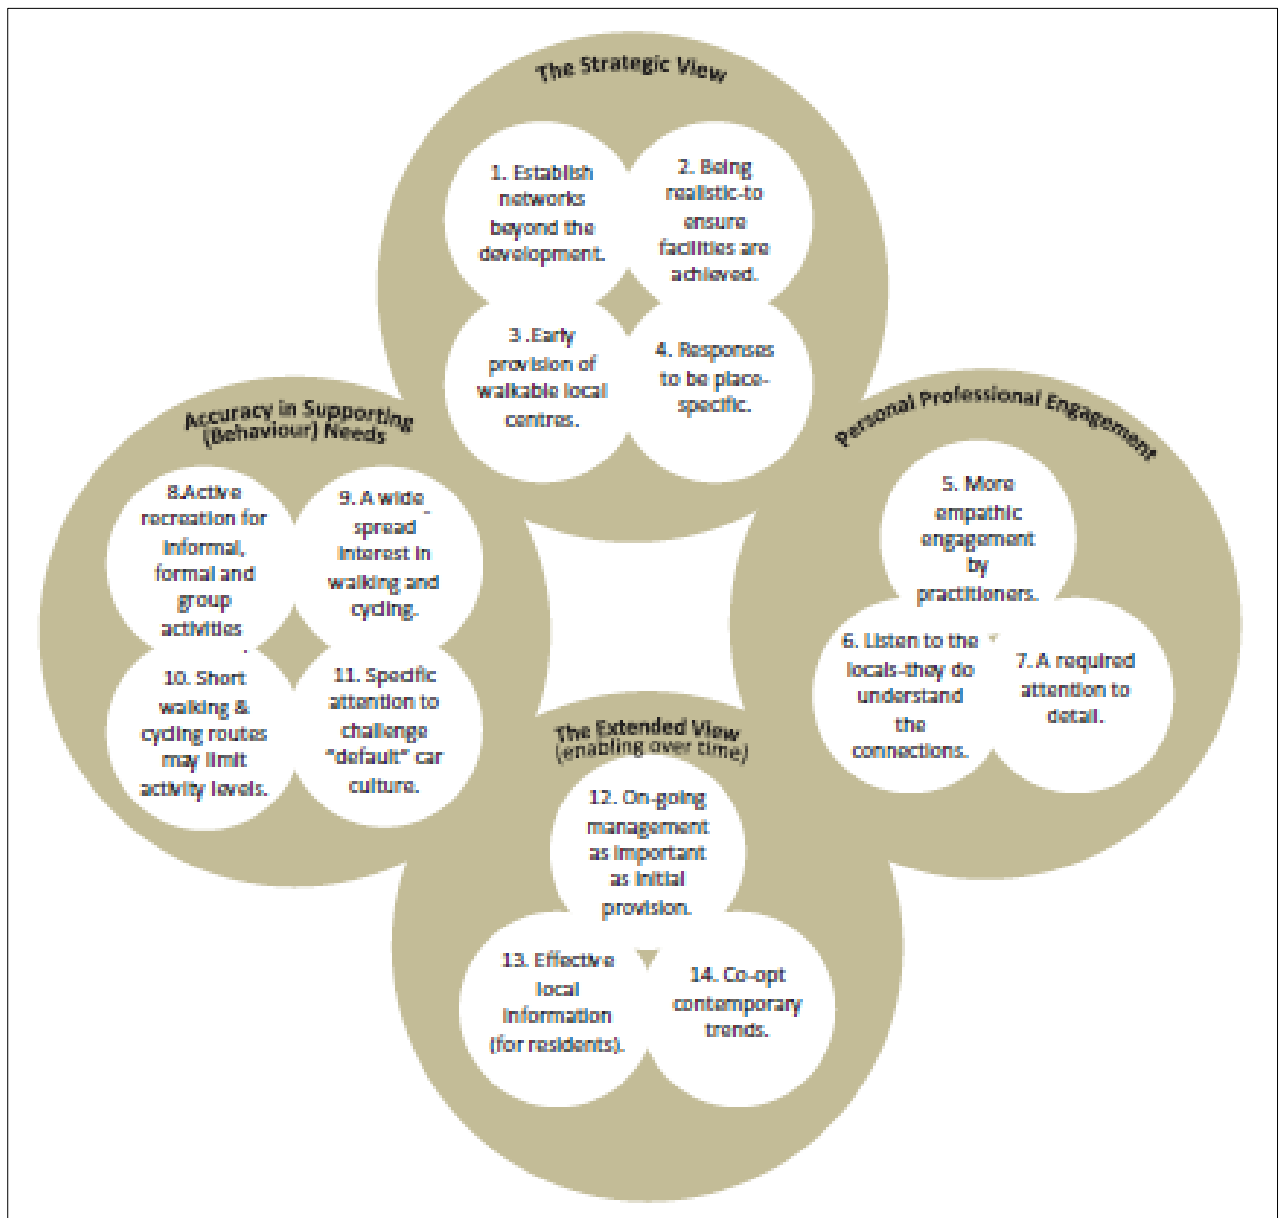 The Strategic View
1. Establish
networks
beyond the
development.
2. Being
realistic-to
ensure
facilities are
achieved.
3 .Early
provision of
walkable local
centres.
4. Responses
to be place-
specific.
Personal Professional Engagement
5. More
empathic
engagement
by
practitioners.
6. Listen to the
locals-they do
understand
the
connections.
7. A required
attention to
detail.
Accuracy in Supporting
(Behaviour) Needs
8.Active
recreation for
informal,
formal and
group
activities
.
9. A wide
spread
interest in
walking and
cycling.
10. Short
walking &
cycling routes
may limit
activity levels.
11. Specific
attention to
challenge
"default" car
culture.
The Extended View
(enabling over time)
12. On-going
management
as important
as initial
provision.
13. Effective
local
information
(for residents).
14. Co-opt
contemporary
trends.